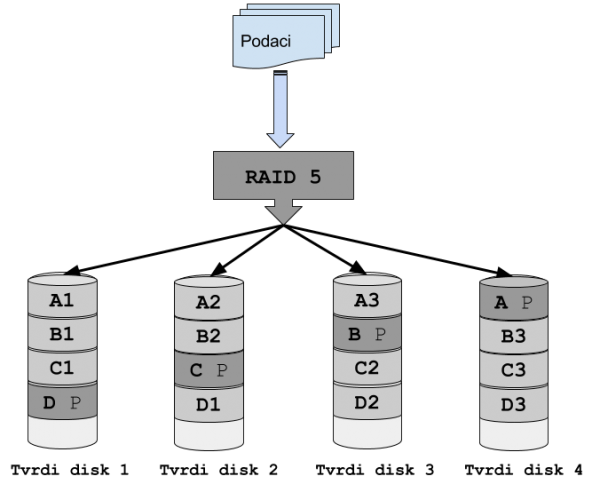 Podaci
RAID 5
A1
B1
C1
D P
A2
B2
C P
D1
A3
B P
C2
D2
A P
B3
C3
D3
Tvrdi disk 1
Tvrdi disk 2
Tvrdi disk 3
Tvrdi disk 4